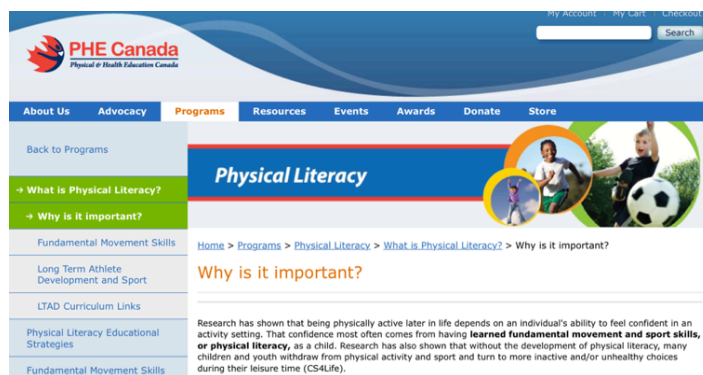 My Account | My Cart | Checkout
Search
PHE Canada
Physical & Health Education Canada
About Us Advocacy Programs Resources Events Awards Donate Store
Back to Programs
→ What is Physical Literacy?
→ Why is it important?
Fundamental Movement Skills
Long Term Athlete
Development and Sport
LTAD Curriculum Links
Physical Literacy Educational
Strategies
Fundamental Movement Skills
Physical Literacy
Home > Programs > Physical Literacy > What is Physical Literacy? > Why is it important?
Why is it important?
Research has shown that being physically active later in life depends on an individual's ability to feel confident in an
activity setting. That confidence most often comes from having learned fundamental movement and sport skills,
or physical literacy, as a child. Research has also shown that without the development of physical literacy, many
children and youth withdraw from physical activity and sport and turn to more inactive and/or unhealthy choices
during their leisure time (CS4Life).